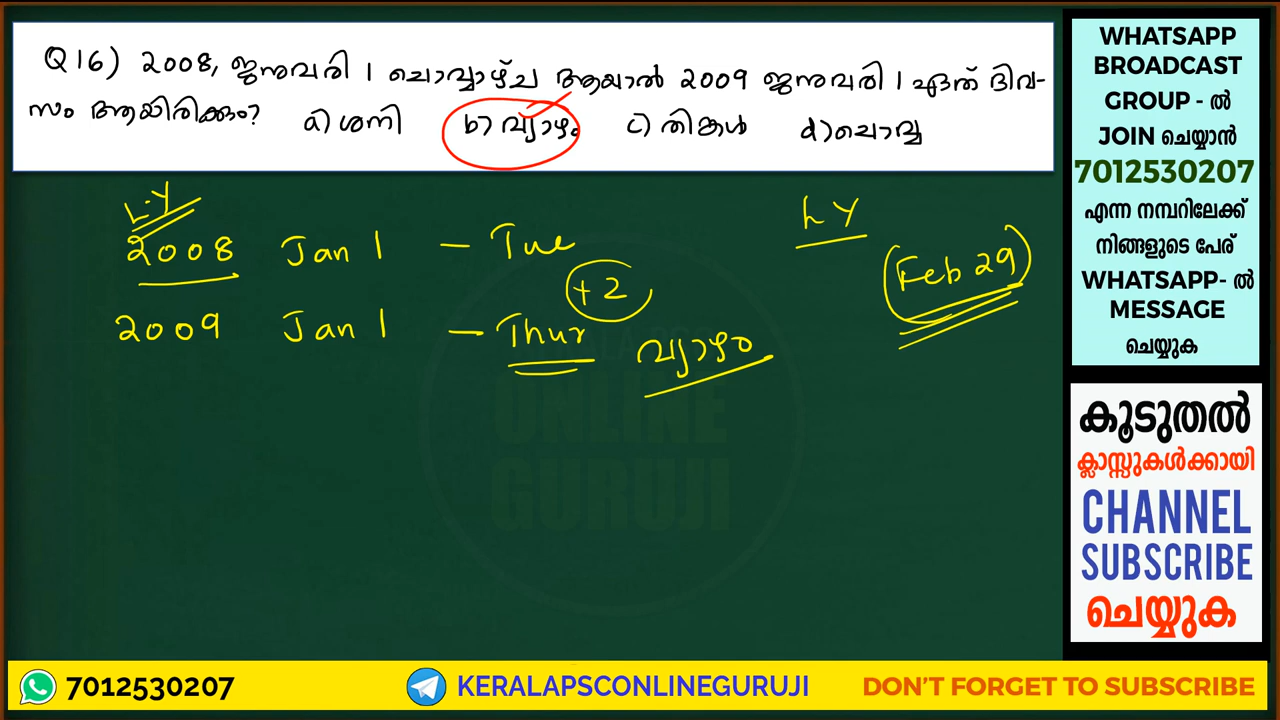 Q16) 2008, ജനുവരി 1 ചൊവ്വാഴ്ച ആയാൽ 2009 ജനുവരി 1 ഏത് ദിവ-
സം ആയിരിക്കും? a) ശനി b) വ്യാഴം c) തിങ്കൾ d) ചൊവ്വ
L-Y
2008 Jan 1 — Tue
+2
2009 Jan 1 — Thur വ്യാഴം
LY
(Feb 29)
ONLINE
GURUJI
WHATSAPP
BROADCAST
GROUP - ൽ
JOIN ചെയ്യാൻ
7012530207
എന്ന നമ്പറിലേക്ക്
നിങ്ങളുടെ പേര്
WHATSAPP- ൽ
MESSAGE
ചെയ്യുക
കൂടുതൽ
ക്ലാസ്സുകൾക്കായി
CHANNEL
SUBSCRIBE
ചെയ്യുക
7012530207 KERALAPSCONLINEGURUJI DON'T FORGET TO SUBSCRIBE